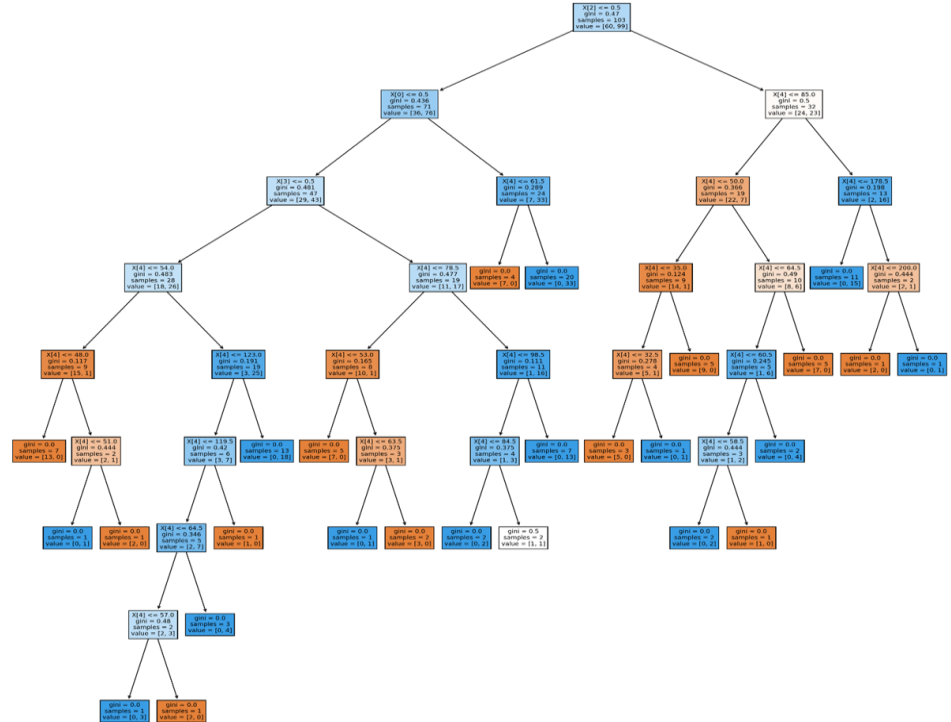 X[2] <= 0.5
gini = 0.47
samples = 103
value = [60, 99]
X[0] <= 0.5
gini = 0.436
samples = 71
value = [36, 76]
X[4] <= 85.0
gini = 0.5
samples = 32
value = [24, 23]
X[3] <= 0.5
gini = 0.481
samples = 47
value = [29, 43]
X[4] <= 61.5
gini = 0.289
samples = 24
value = [7, 33]
X[4] <= 50.0
gini = 0.366
samples = 19
value = [22, 7]
X[4] <= 170.5
gini = 0.198
samples = 13
value = [2, 16]
X[4] <= 54.0
gini = 0.483
samples = 28
value = [18, 26]
X[4] <= 78.5
gini = 0.477
samples = 19
value = [11, 17]
gini = 0.0
samples = 4
value = [7, 0]
gini = 0.0
samples = 20
value = [0, 33]
X[4] <= 35.0
gini = 0.124
samples = 9
value = [14, 1]
X[4] <= 64.5
gini = 0.49
samples = 10
value = [8, 6]
gini = 0.0
samples = 11
value = [0, 15]
X[4] <= 200.0
gini = 0.444
samples = 2
value = [2, 1]
X[4] <= 48.0
gini = 0.117
samples = 9
value = [15, 1]
X[4] <= 123.0
gini = 0.191
samples = 19
value = [3, 25]
X[4] <= 53.0
gini = 0.165
samples = 8
value = [10, 1]
X[4] <= 98.5
gini = 0.111
samples = 11
value = [1, 16]
X[4] <= 32.5
gini = 0.278
samples = 4
value = [5, 1]
gini = 0.0
samples = 5
value = [9, 0]
X[4] <= 60.5
gini = 0.245
samples = 5
value = [1, 6]
gini = 0.0
samples = 5
value = [7, 0]
gini = 0.0
samples = 1
value = [2, 0]
gini = 0.0
samples = 1
value = [0, 1]
gini = 0.0
samples = 7
value = [13, 0]
X[4] <= 51.0
gini = 0.444
samples = 2
value = [2, 1]
X[4] <= 119.5
gini = 0.42
samples = 6
value = [3, 7]
gini = 0.0
samples = 13
value = [0, 18]
gini = 0.0
samples = 5
value = [7, 0]
X[4] <= 63.5
gini = 0.375
samples = 3
value = [3, 1]
X[4] <= 84.5
gini = 0.375
samples = 4
value = [1, 3]
gini = 0.0
samples = 7
value = [0, 13]
gini = 0.0
samples = 3
value = [5, 0]
gini = 0.0
samples = 1
value = [0, 1]
X[4] <= 58.5
gini = 0.444
samples = 3
value = [1, 2]
gini = 0.0
samples = 2
value = [0, 4]
gini = 0.0
samples = 1
value = [0, 1]
gini = 0.0
samples = 1
value = [2, 0]
X[4] <= 64.5
gini = 0.346
samples = 5
value = [2, 7]
gini = 0.0
samples = 1
value = [1, 0]
gini = 0.0
samples = 1
value = [0, 1]
gini = 0.0
samples = 2
value = [3, 0]
gini = 0.0
samples = 2
value = [0, 2]
gini = 0.5
samples = 2
value = [1, 1]
gini = 0.0
samples = 2
value = [0, 2]
gini = 0.0
samples = 1
value = [1, 0]
X[4] <= 57.0
gini = 0.48
samples = 2
value = [2, 3]
gini = 0.0
samples = 3
value = [0, 4]
gini = 0.0
samples = 1
value = [0, 3]
gini = 0.0
samples = 1
value = [2, 0]